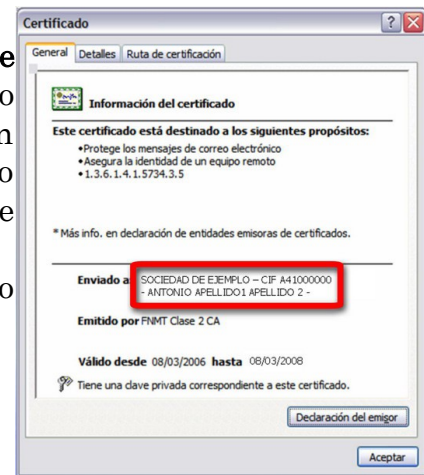 Certificado
General Detalles Ruta de certificación
Información del certificado
Este certificado está destinado a los siguientes propósitos:
•Protege los mensajes de correo electrónico
•Asegura la identidad de un equipo remoto
•1.3.6.1.4.1.5734.3.5
* Más info. en declaración de entidades emisoras de certificados.
Enviado a SOCIEDAD DE EJEMPLO – CIF A41000000
- ANTONIO APELLIDO1 APELLIDO 2 -
Emitido por FNMT Clase 2 CA
Válido desde 08/03/2006 hasta 08/03/2008
Tiene una clave privada correspondiente a este certificado.
Declaración del emisor
Aceptar